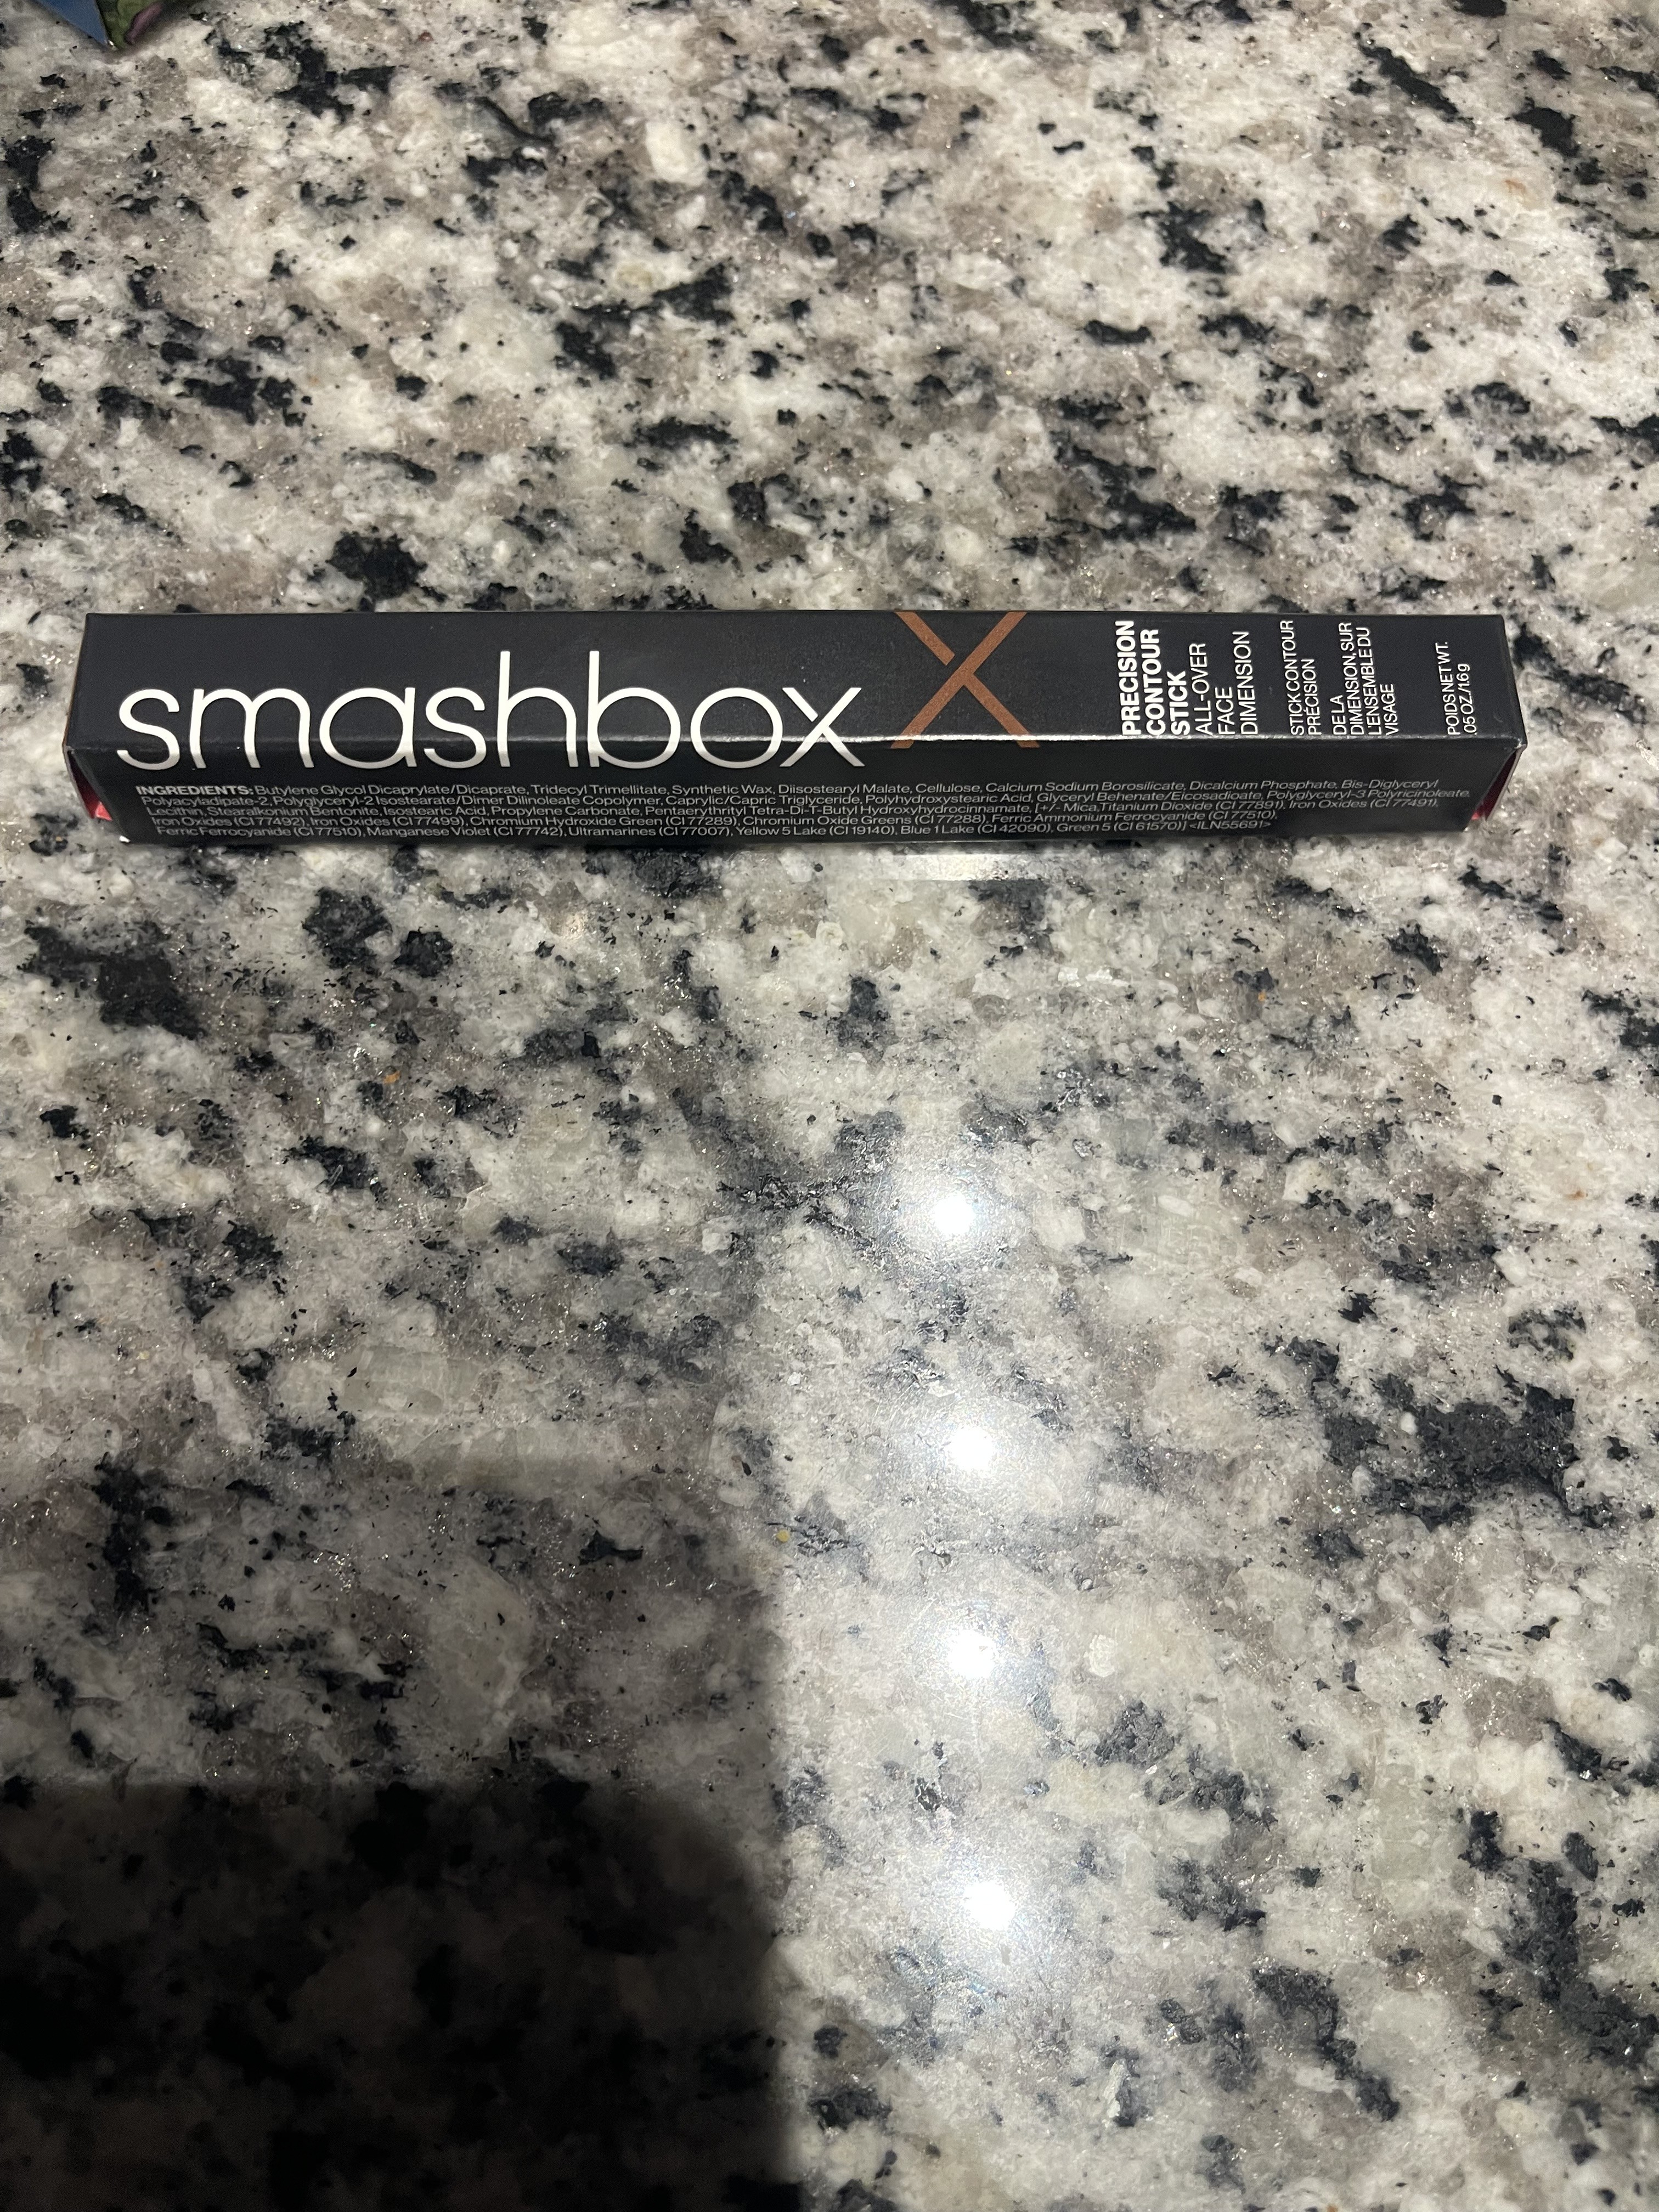 smashbox
PRECISION
CONTOUR
STICK
ALL-OVER
FACE
DIMENSION
STICK CONTOUR
PRÉCISION
DE LA
DIMENSION, SUR
L'ENSEMBLE DU
VISAGE
POIDS NET WT.
.05 OZ./1.6 g
INGREDIENTS: Butylene Glycol Dicaprylate/Dicaprate, Tridecyl Trimellitate, Synthetic Wax, Diisostearyl Malate, Cellulose, Calcium Sodium Borosilicate, Dicalcium Phosphate, Bis-Diglyceryl
Polyacyladipate-2, Polyglyceryl-2 Isostearate/Dimer Dilinoleate Copolymer, Caprylic/Capric Triglyceride, Polyhydroxystearic Acid, Glyceryl Behenate/Eicosadioate, Polyglyceryl-3 Polyricinoleate,
Lecithin, Stearalkonium Bentonite, Isostearic Acid, Propylene Carbonate, Pentaerythrityl Tetra-Di-T-Butyl Hydroxyhydrocinnamate, [+/- Mica, Titanium Dioxide (CI 77891), Iron Oxides (CI 77491),
Iron Oxides (CI 77492), Iron Oxides (CI 77499), Chromium Hydroxide Green (CI 77289), Chromium Oxide Greens (CI 77288), Ferric Ammonium Ferrocyanide (CI 77510),
Ferric Ferrocyanide (CI 77510), Manganese Violet (CI 77742), Ultramarines (CI 77007), Yellow 5 Lake (CI 19140), Blue 1 Lake (CI 42090), Green 5 (CI 61570)] <ILN55691>